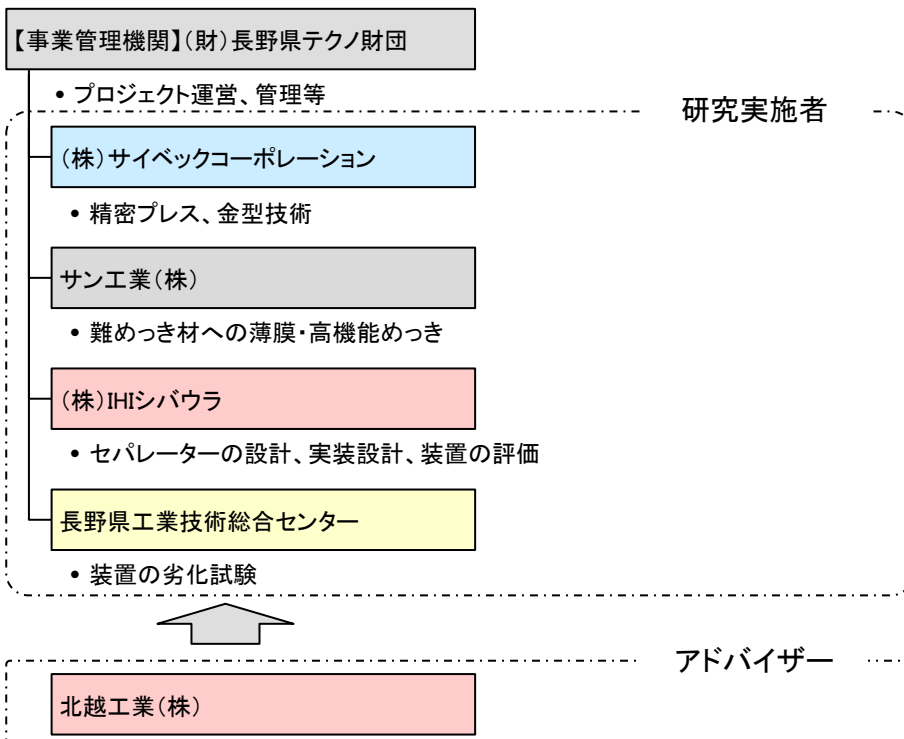 【事業管理機関】(財)長野県テクノ財団
• プロジェクト運営、管理等
研究実施者
(株)サイベックコーポレーション
• 精密プレス、金型技術
サン工業(株)
• 難めっき材への薄膜・高機能めっき
(株)IHIシバウラ
• セパレーターの設計、実装設計、装置の評価
長野県工業技術総合センター
• 装置の劣化試験
アドバイザー
北越工業(株)